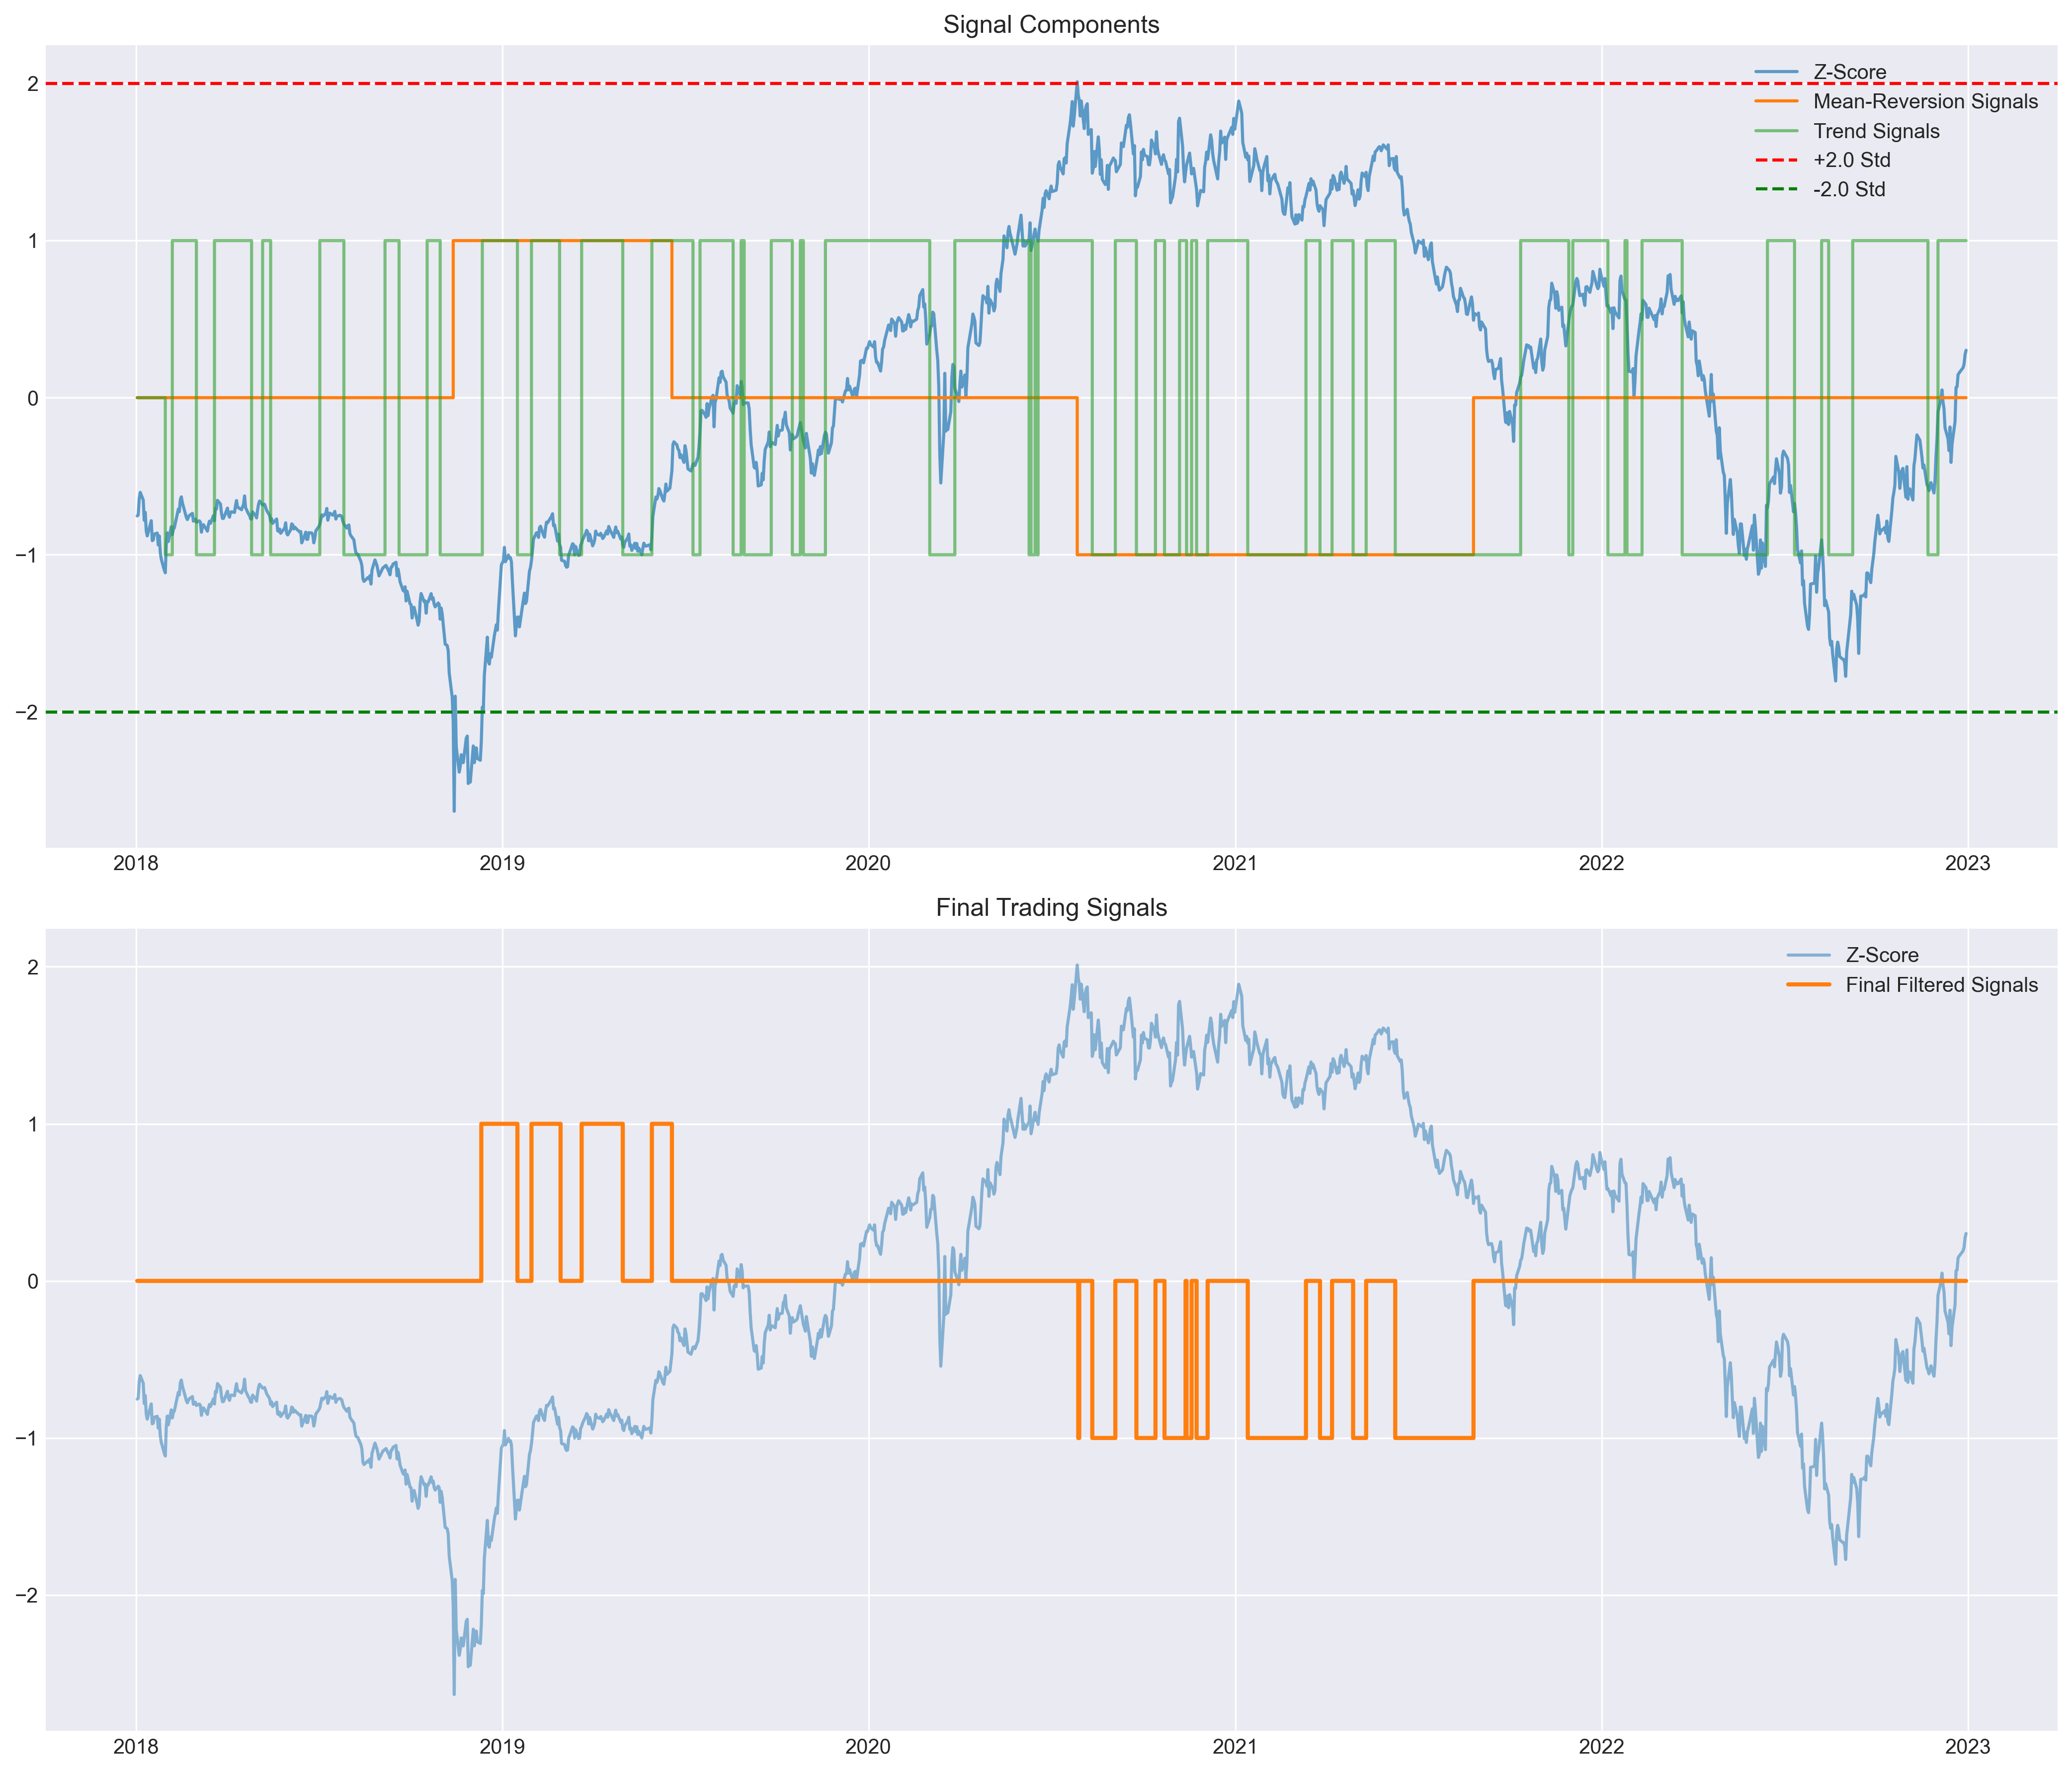 Signal Components
Z-Score
Mean-Reversion Signals
Trend Signals
+2.0 Std
-2.0 Std
2
1
0
−1
−2
2018 2019 2020 2021 2022 2023
Final Trading Signals
Z-Score
Final Filtered Signals
2
1
0
−1
−2
2018 2019 2020 2021 2022 2023